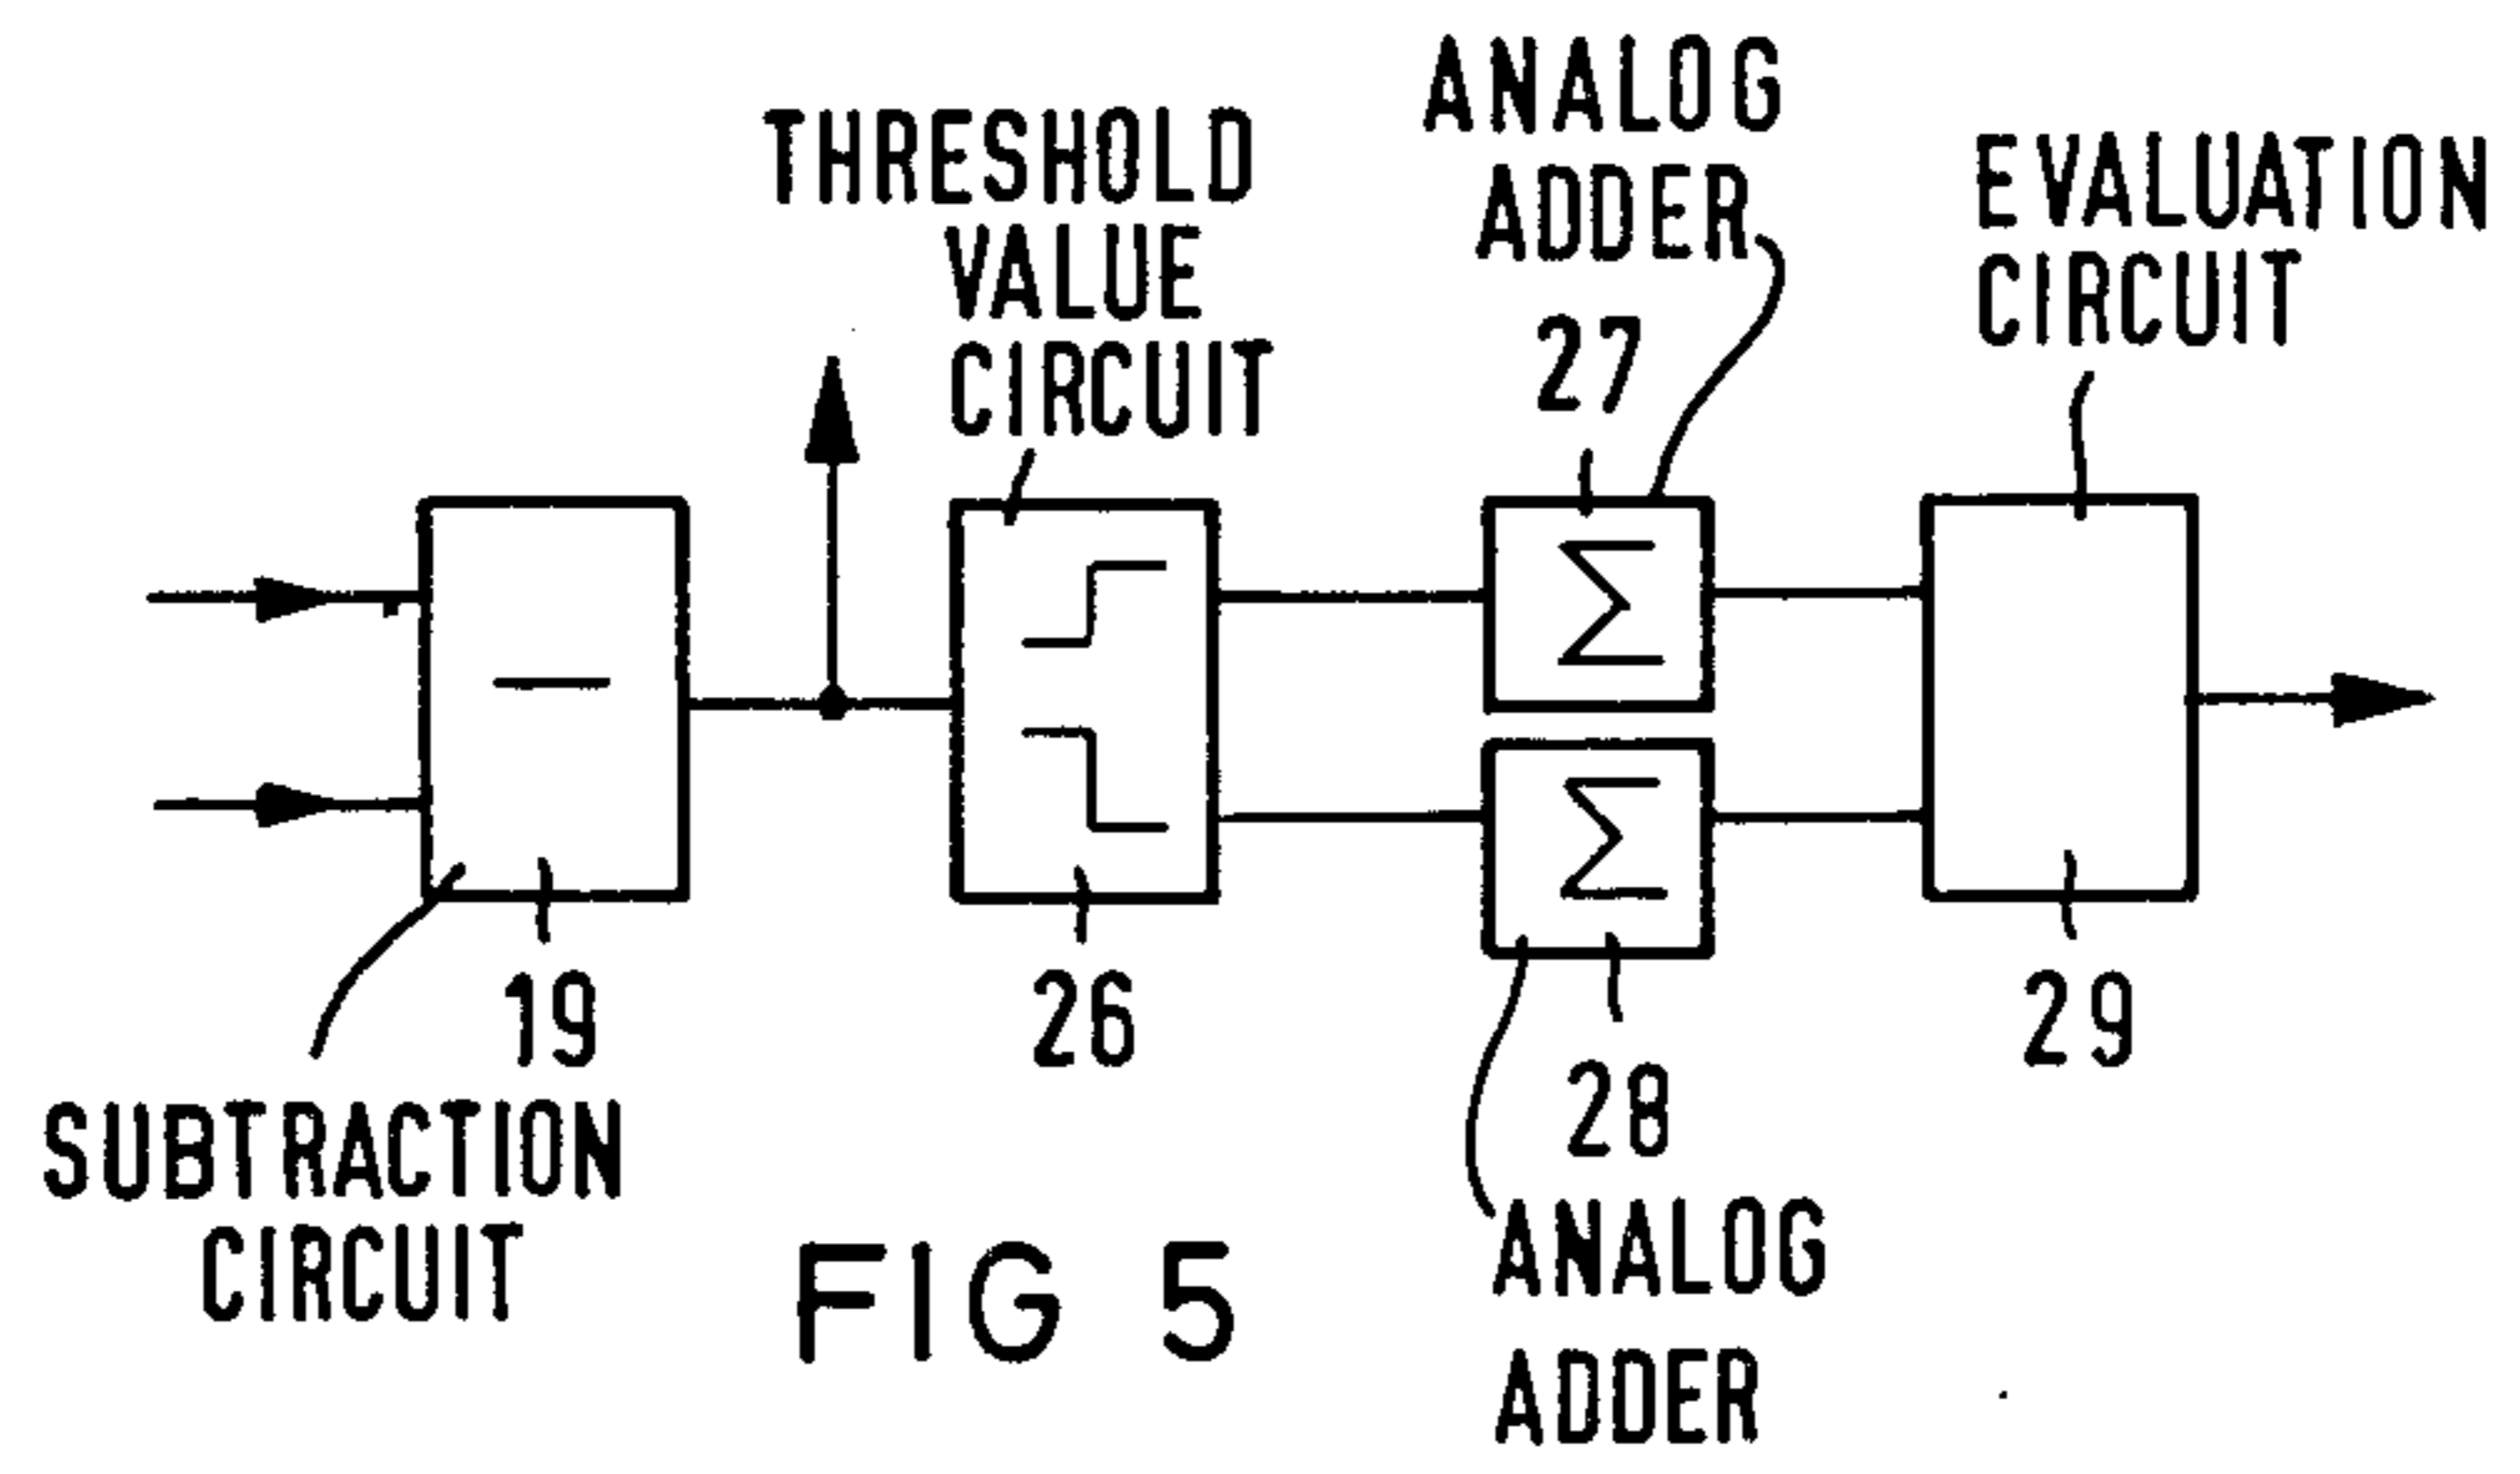 THRESHOLD
VALUE
CIRCUIT
ANALOG
ADDER
27
EVALUATION
CIRCUIT
−
Σ
Σ
19
26
28
29
SUBTRACTION
CIRCUIT
ANALOG
ADDER
FIG 5